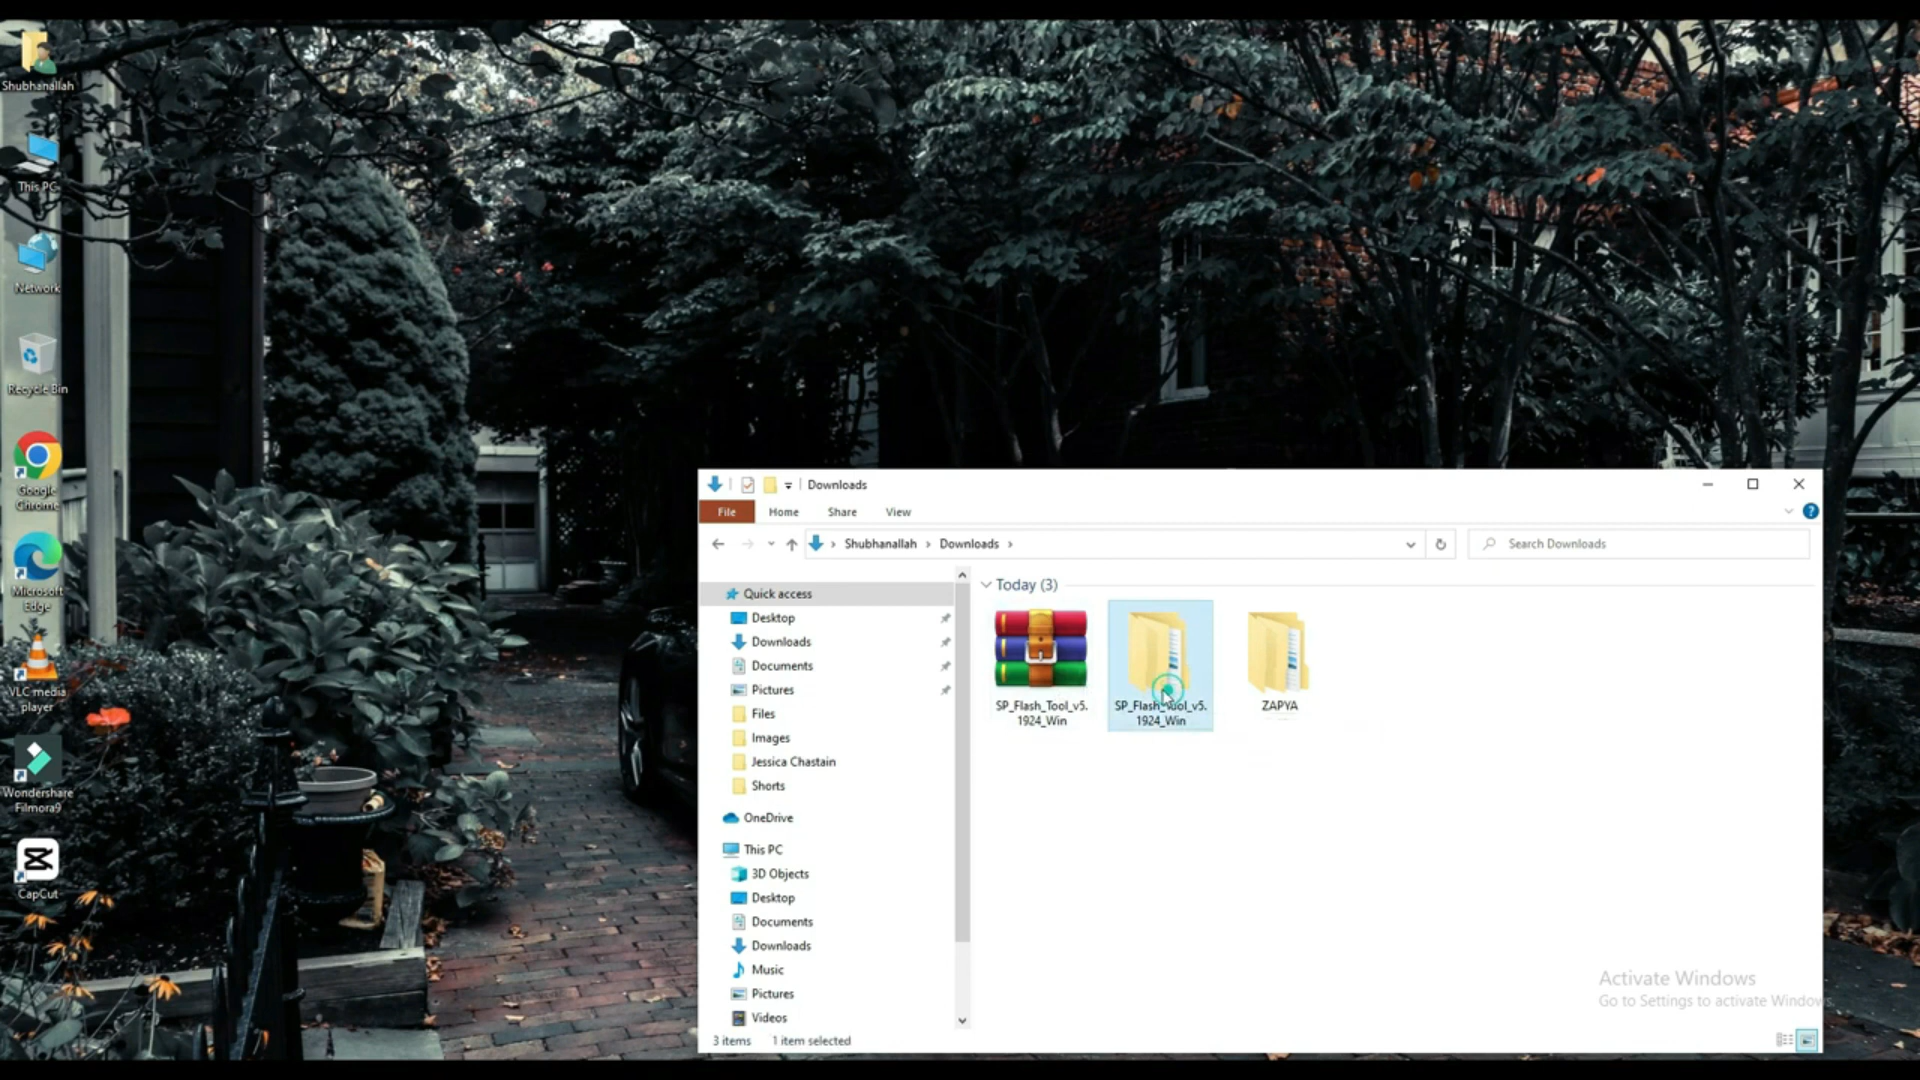 Shubhanallah
This PC
Network
Recycle Bin
Google
Chrome
Microsoft
Edge
VLC media
player
Wondershare
Filmora9
CapCut
Downloads
File
Home
Share
View
Shubhanallah
Downloads
Search Downloads
Quick access
Desktop
Downloads
Documents
Pictures
Files
Images
Jessica Chastain
Shorts
OneDrive
This PC
3D Objects
Desktop
Documents
Downloads
Music
Pictures
Videos
Today (3)
SP_Flash_Tool_v5.
1924_Win
SP_Flash_Tool_v5.
1924_Win
ZAPYA
3 items
1 item selected
Activate Windows
Go to Settings to activate Windows.